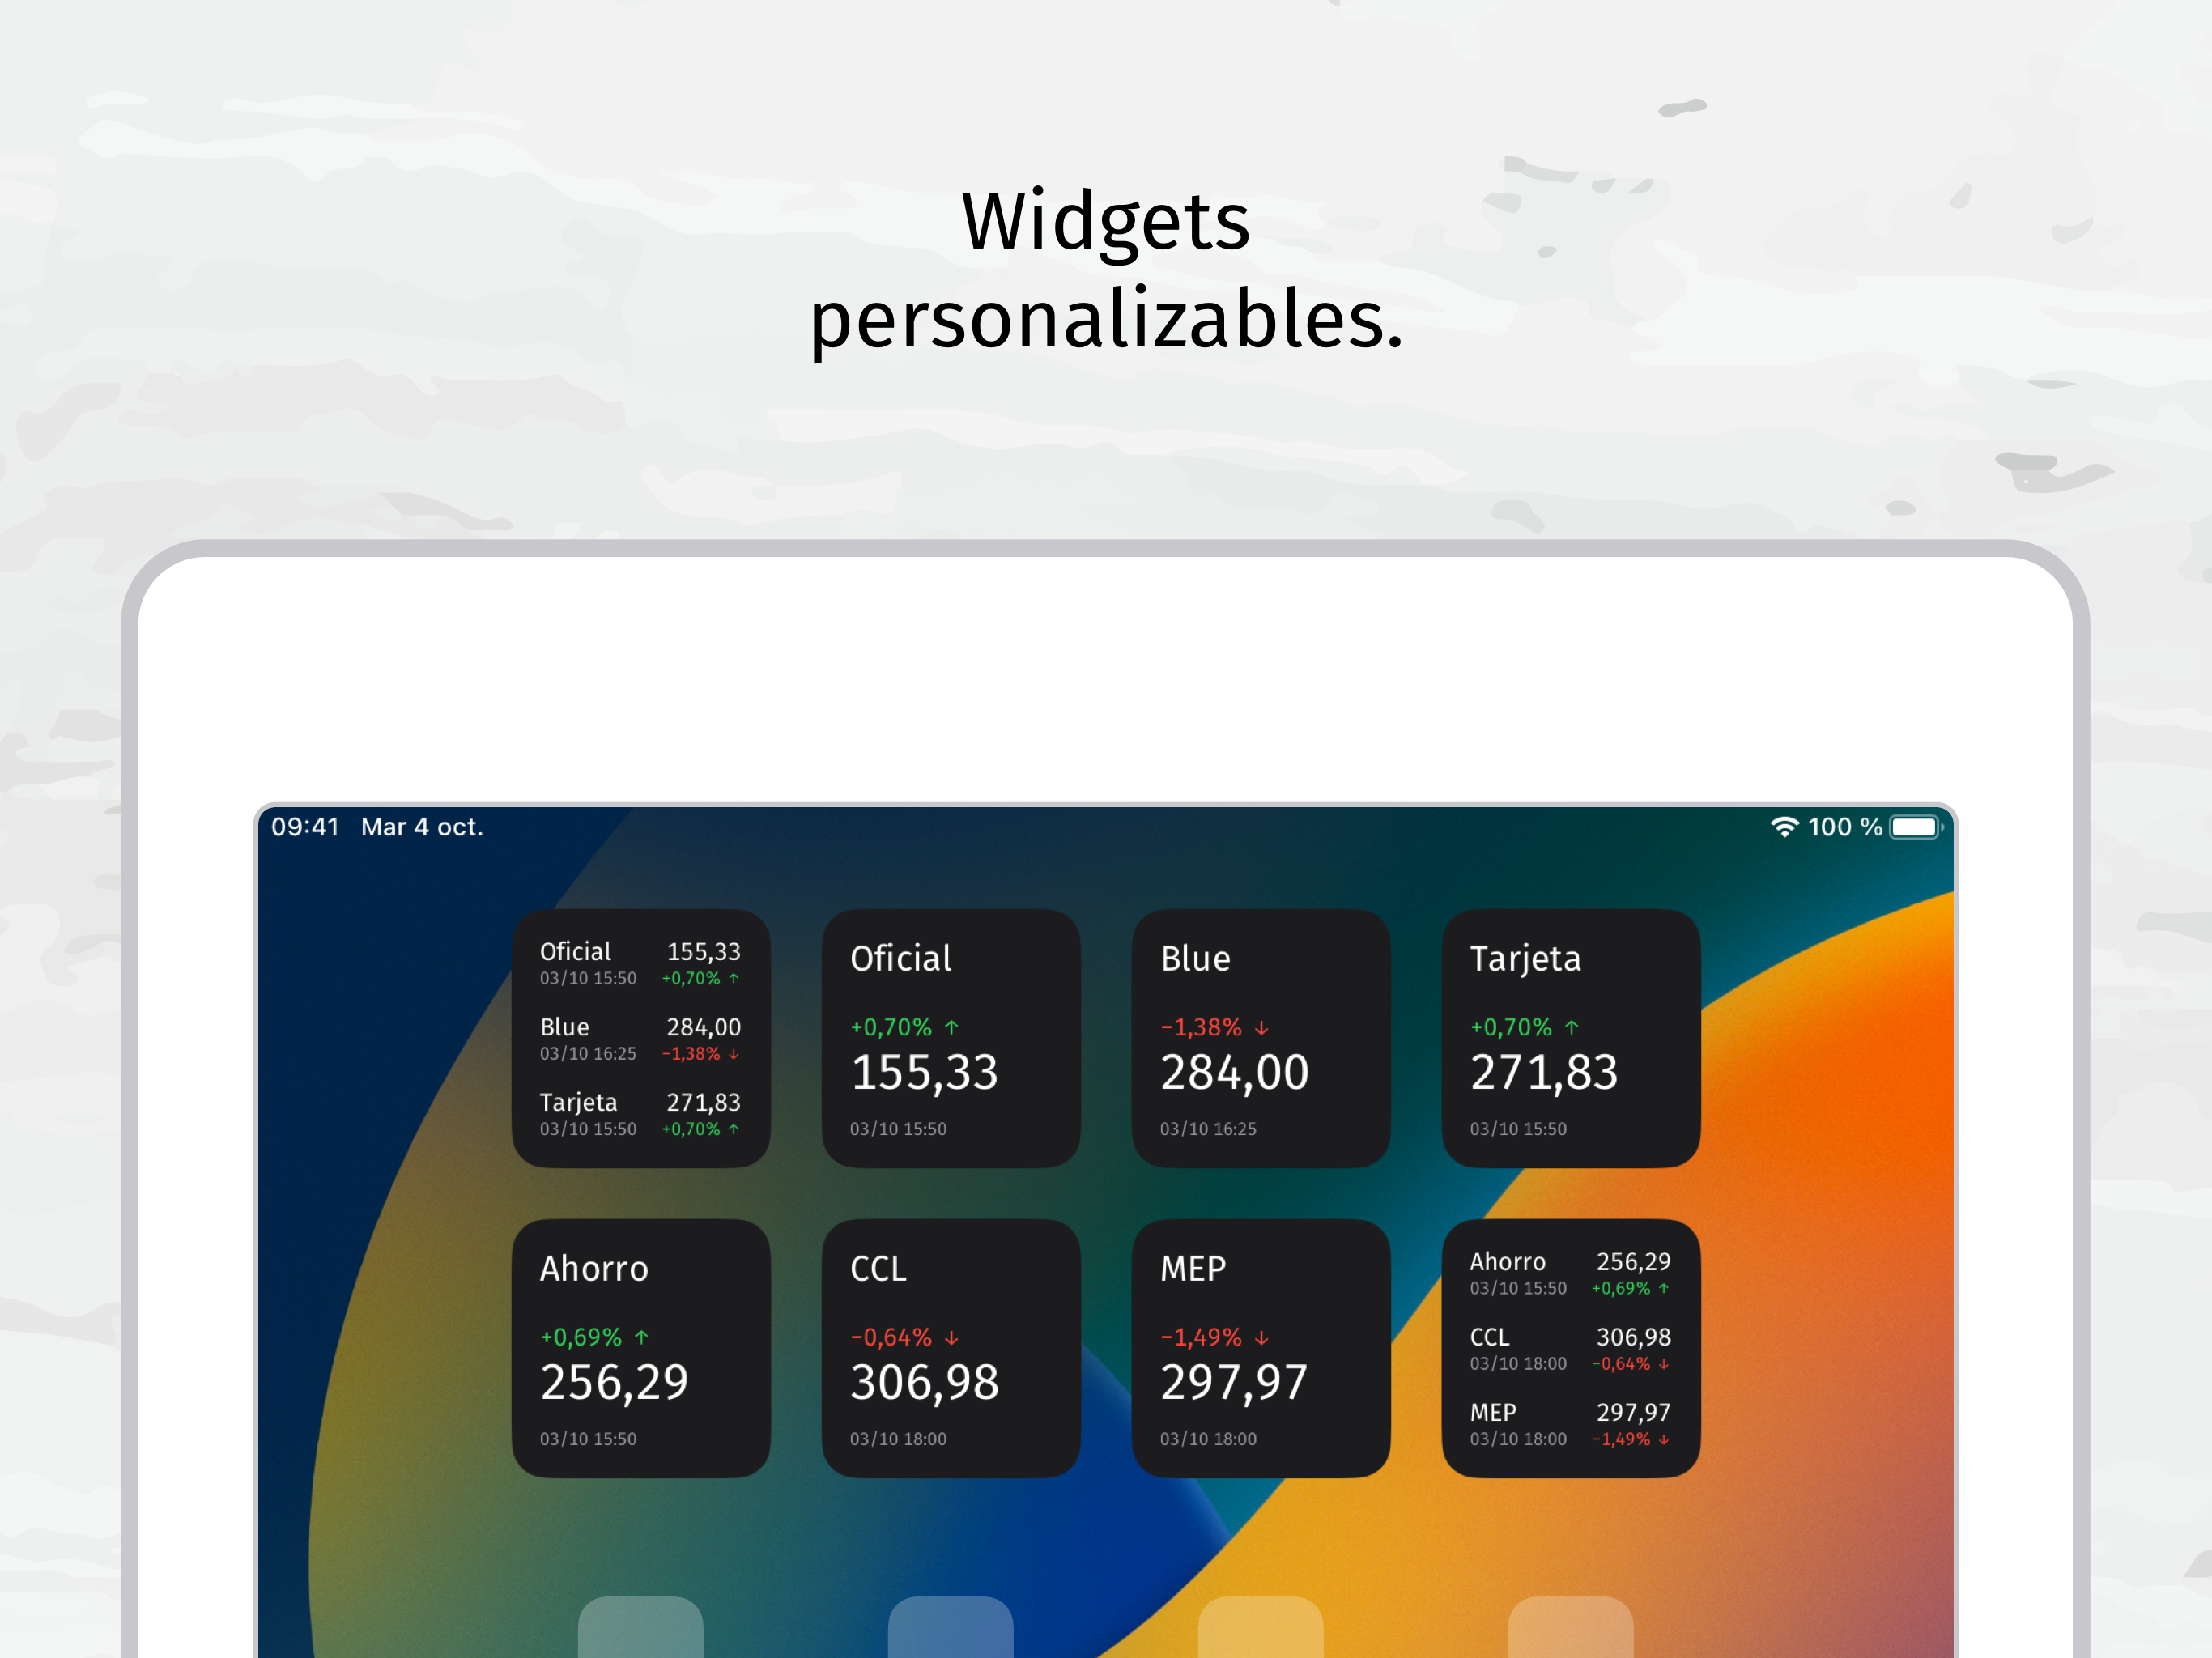 Widgets
personalizables.
09:41 Mar 4 oct. 100 %
Oficial 155,33
03/10 15:50 +0,70% ↑
Blue 284,00
03/10 16:25 −1,38% ↓
Tarjeta 271,83
03/10 15:50 +0,70% ↑
Oficial
+0,70% ↑
155,33
03/10 15:50
Blue
−1,38% ↓
284,00
03/10 16:25
Tarjeta
+0,70% ↑
271,83
03/10 15:50
Ahorro
+0,69% ↑
256,29
03/10 15:50
CCL
−0,64% ↓
306,98
03/10 18:00
MEP
−1,49% ↓
297,97
03/10 18:00
Ahorro 256,29
03/10 15:50 +0,69% ↑
CCL 306,98
03/10 18:00 −0,64% ↓
MEP 297,97
03/10 18:00 −1,49% ↓